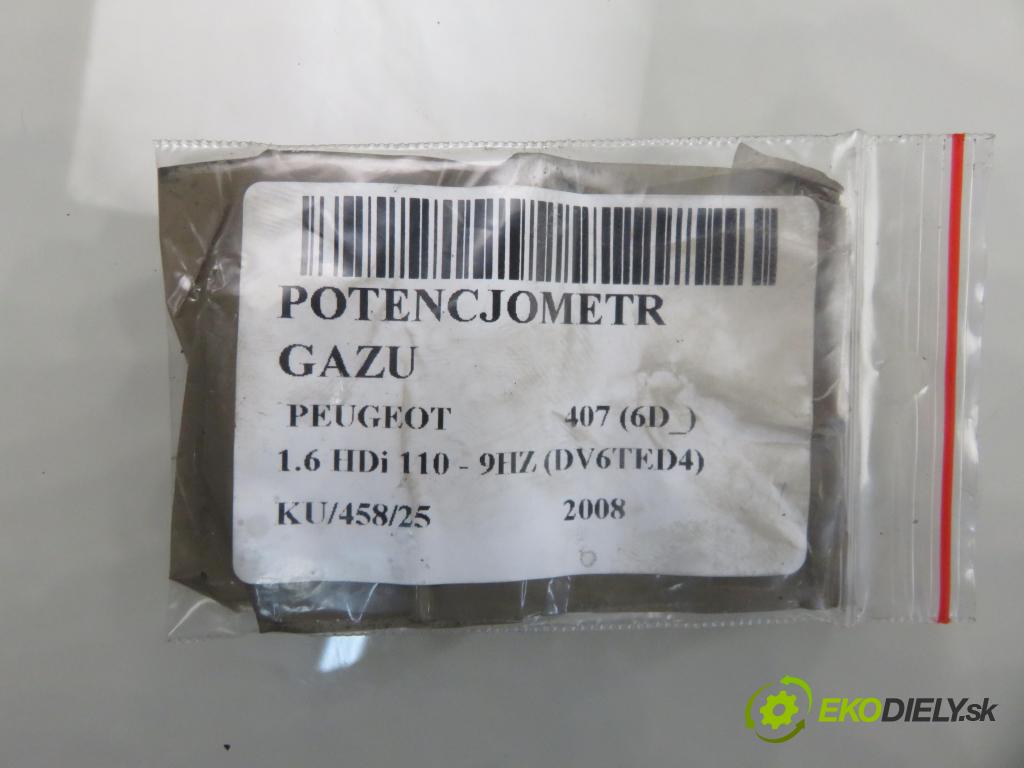 POTENCJOMETR
GAZU
PEUGEOT 407 (6D_)
1.6 HDi 110 - 9HZ (DV6TED4)
KU/458/25 2008
EKODIELY.sk